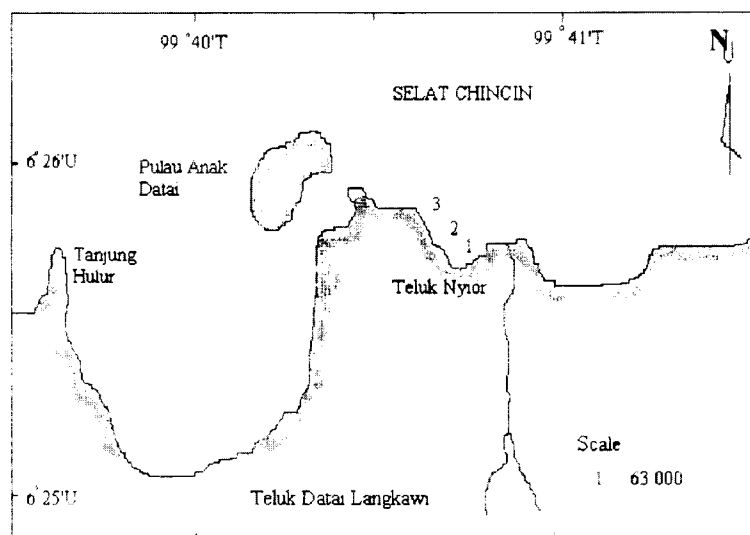 99 °40'T
99 °41'T
N
SELAT CHINCIN
6°26'U
Pulau Anak
Datai
3
2
1
Tanjung
Hulur
Teluk Nyior
Scale
1 63 000
6°25'U
Teluk Datai Langkawi